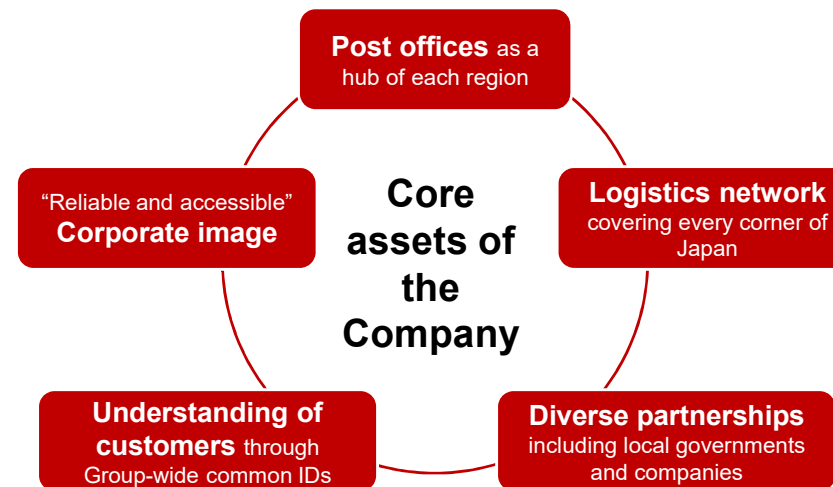 Post offices as a
hub of each region
“Reliable and accessible”
Corporate image
Core
assets of
the
Company
Logistics network
covering every corner of
Japan
Understanding of
customers through
Group-wide common IDs
Diverse partnerships
including local governments
and companies